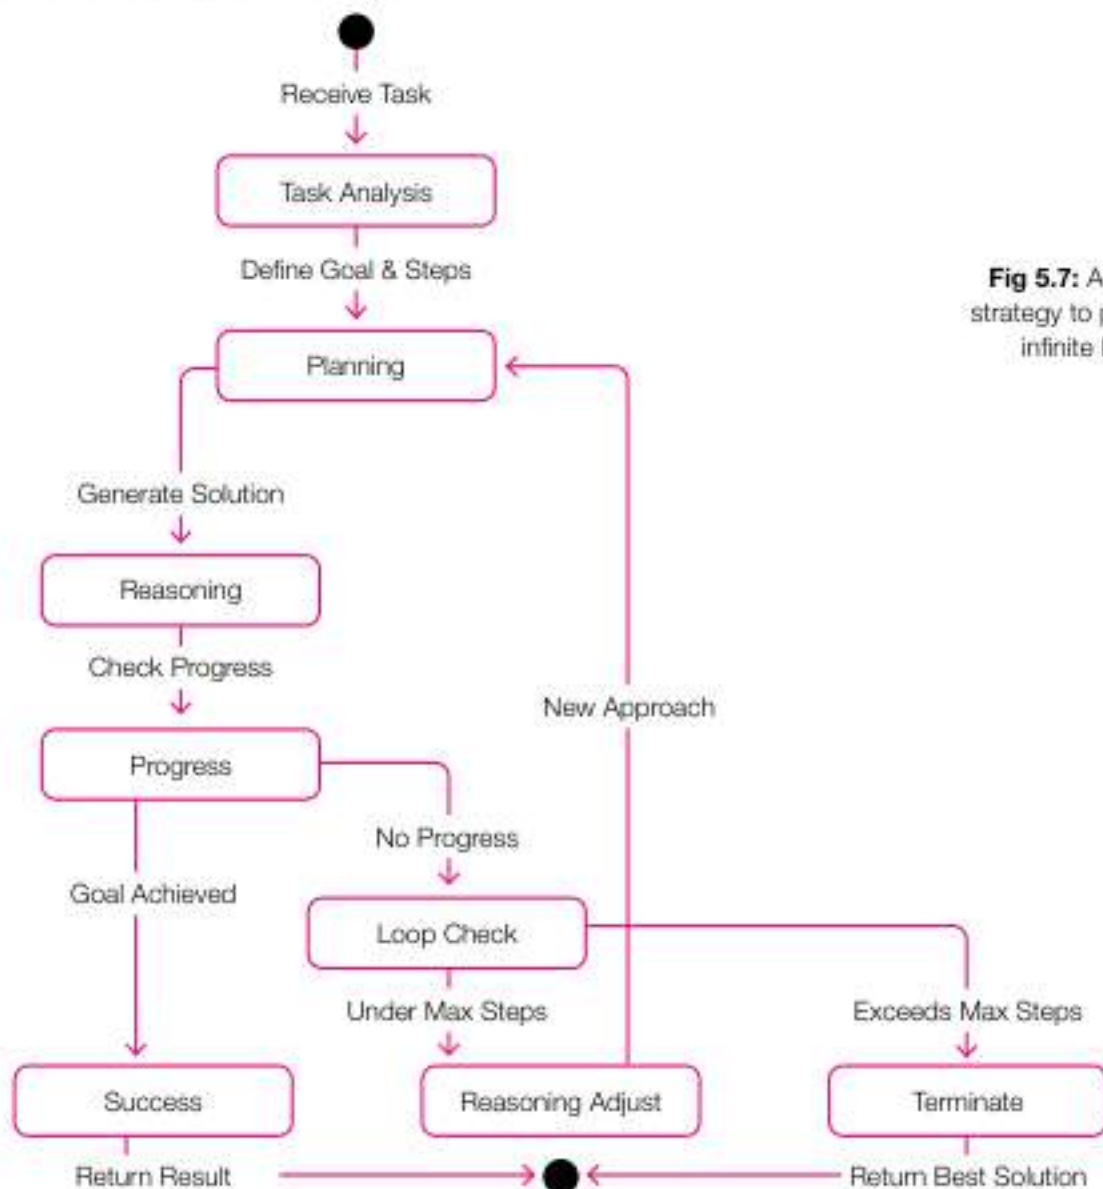 Receive Task
Task Analysis
Define Goal & Steps
Fig 5.7: A
strategy to
infinite
Planning
Generate Solution
Reasoning
Check Progress
New Approach
Progress
No Progress
Goal Achieved
Loop Check
Under Max Steps
Exceeds Max Steps
Success
Reasoning Adjust
Terminate
Return Result
Return Best Solution